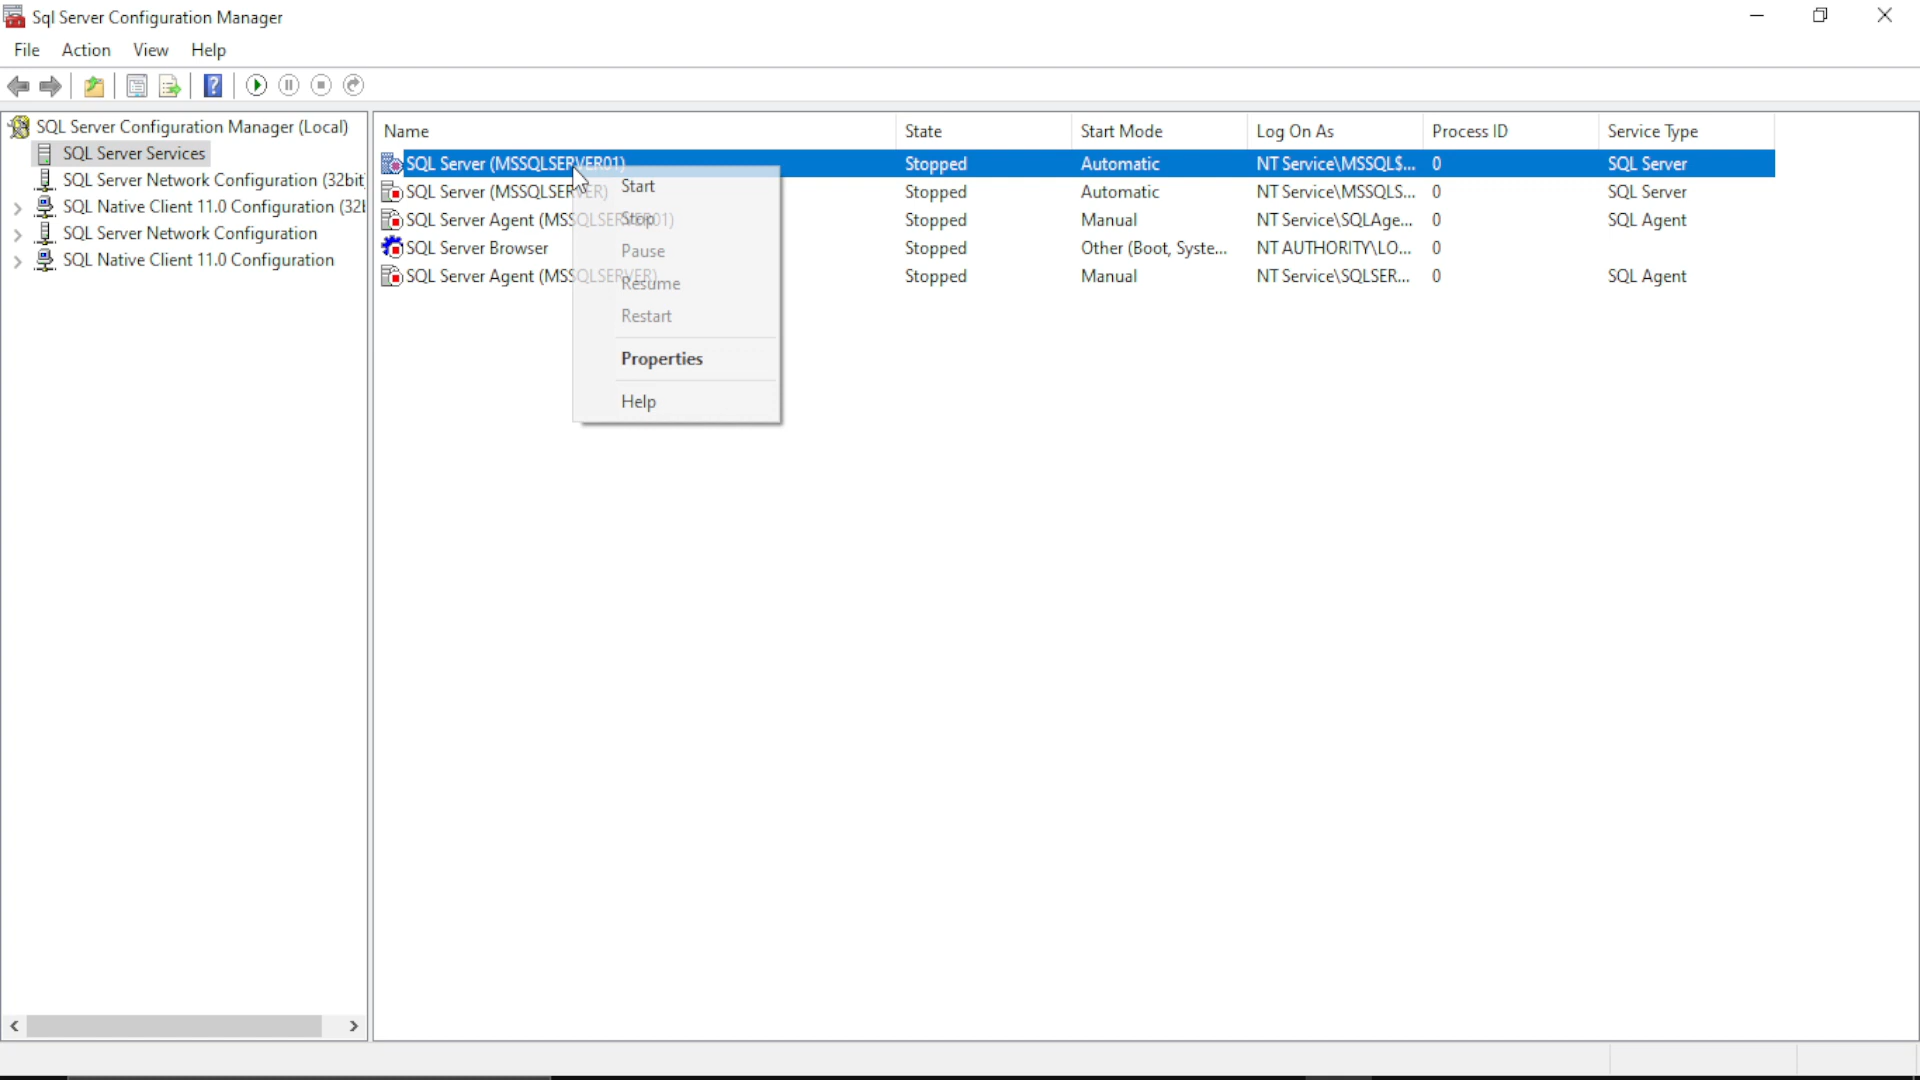 Sql Server Configuration Manager
File Action View Help
SQL Server Configuration Manager (Local)
SQL Server Services
SQL Server Network Configuration (32bit
SQL Native Client 11.0 Configuration (32l
SQL Server Network Configuration
SQL Native Client 11.0 Configuration
Name State Start Mode Log On As Process ID Service Type
SQL Server (MSSQLSERVER01) Stopped Automatic NT Service\MSSQL$... 0 SQL Server
SQL Server (MSSQLSERVER) Stopped Automatic NT Service\MSSQLS... 0 SQL Server
SQL Server Agent (MSSQLSERVER01) Stopped Manual NT Service\SQLAge... 0 SQL Agent
SQL Server Browser Stopped Other (Boot, Syste... NT AUTHORITY\LO... 0
SQL Server Agent (MSSQLSERVER) Stopped Manual NT Service\SQLSER... 0 SQL Agent
Start
Stop
Pause
Resume
Restart
Properties
Help